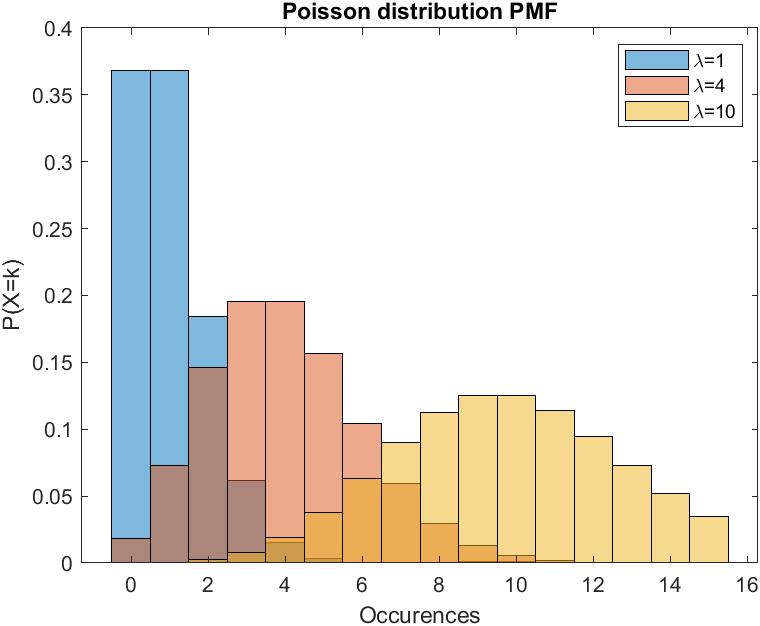 Poisson distribution PMF
λ=1
λ=4
λ=10
P(X=k)
0.4
0.35
0.3
0.25
0.2
0.15
0.1
0.05
0
0 2 4 6 8 10 12 14 16
Occurences